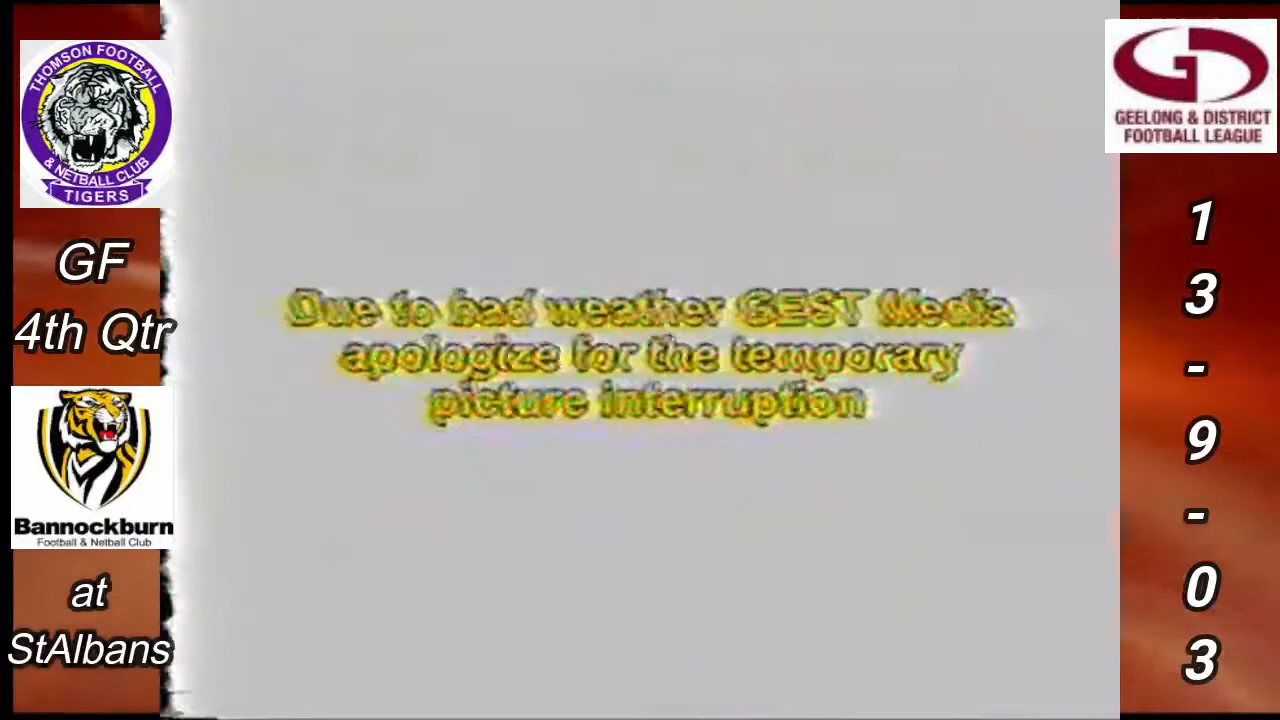 THOMSON FOOTBALL
& NETBALL CLUB
TIGERS
GF
4th Qtr
Bannockburn
Football & Netball Club
at
StAlbans
Due to bad weather GEST Media
apologize for the temporary
picture interruption
GEELONG & DISTRICT
FOOTBALL LEAGUE
1
3
-
9
-
0
3